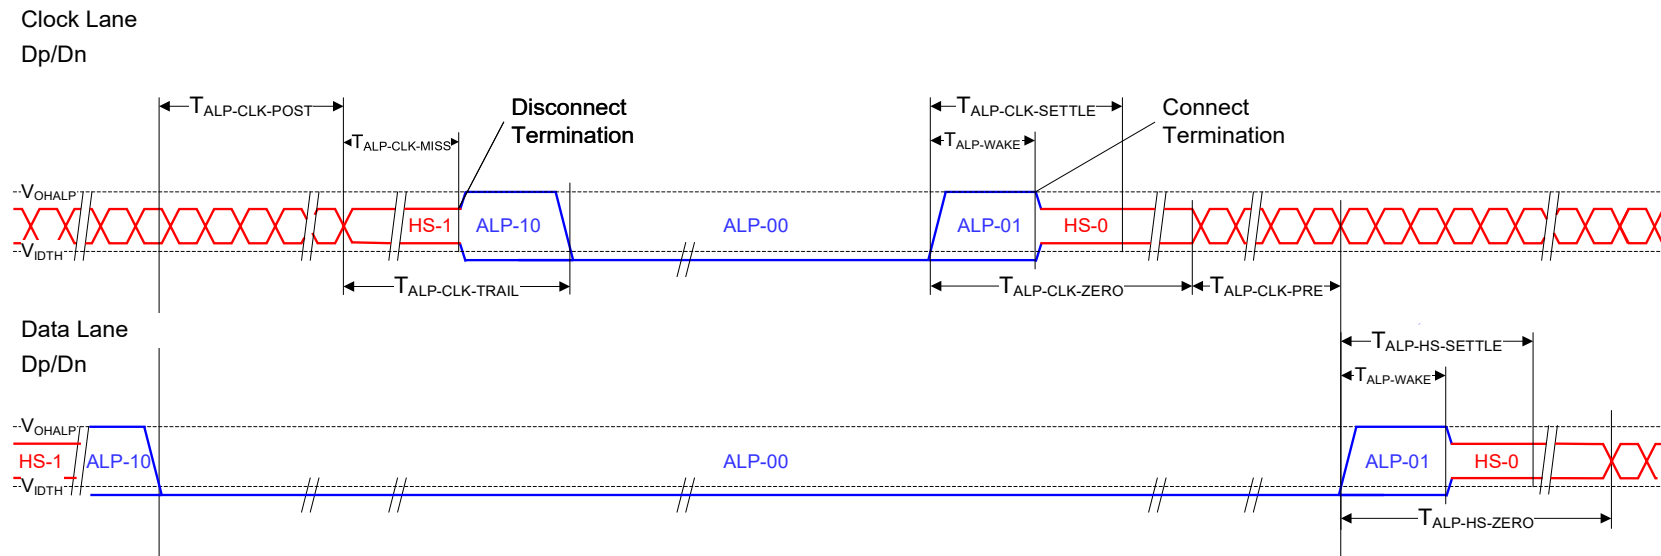 Clock Lane
Dp/Dn
TALP-CLK-POST
Disconnect
Termination
TALP-CLK-SETTLE
Connect
Termination
TALP-CLK-MISS
TALP-WAKE
VOHALP
HS-1
ALP-10
ALP-00
ALP-01
HS-0
VIDTH
TALP-CLK-TRAIL
TALP-CLK-ZERO
TALP-CLK-PRE
Data Lane
Dp/Dn
TALP-HS-SETTLE
TALP-WAKE
VOHALP
HS-1
ALP-10
ALP-00
ALP-01
HS-0
VIDTH
TALP-HS-ZERO